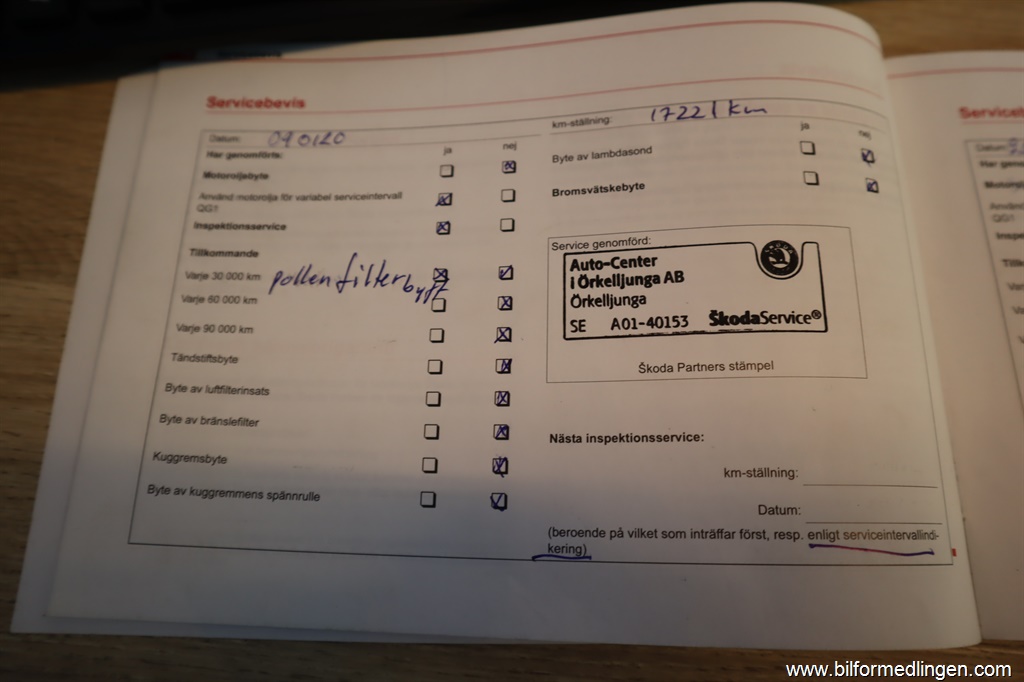 Servicebevis
Datum: 090120
km-ställning: 17221 km
Har genomförts:
ja nej
ja nej
Motoroljebyte
Använd motorolja för variabel serviceintervall
QG1
Inspektionsservice
Tillkommande
Varje 30 000 km pollenfilterbyte
Varje 60 000 km
Varje 90 000 km
Tändstiftsbyte
Byte av luftfilterinsats
Byte av bränslefilter
Kuggremsbyte
Byte av kuggremmens spännrulle
Byte av lambdasond
Bromsvätskebyte
Service genomförd:
Auto-Center
i Örkelljunga AB
Örkelljunga
SE A01-40153 ŠkodaService®
Škoda Partners stämpel
Nästa inspektionsservice:
km-ställning:
Datum:
(beroende på vilket som inträffar först, resp. enligt serviceintervallindi-
kering)
Datum:
Har
www.bilformedlingen.com